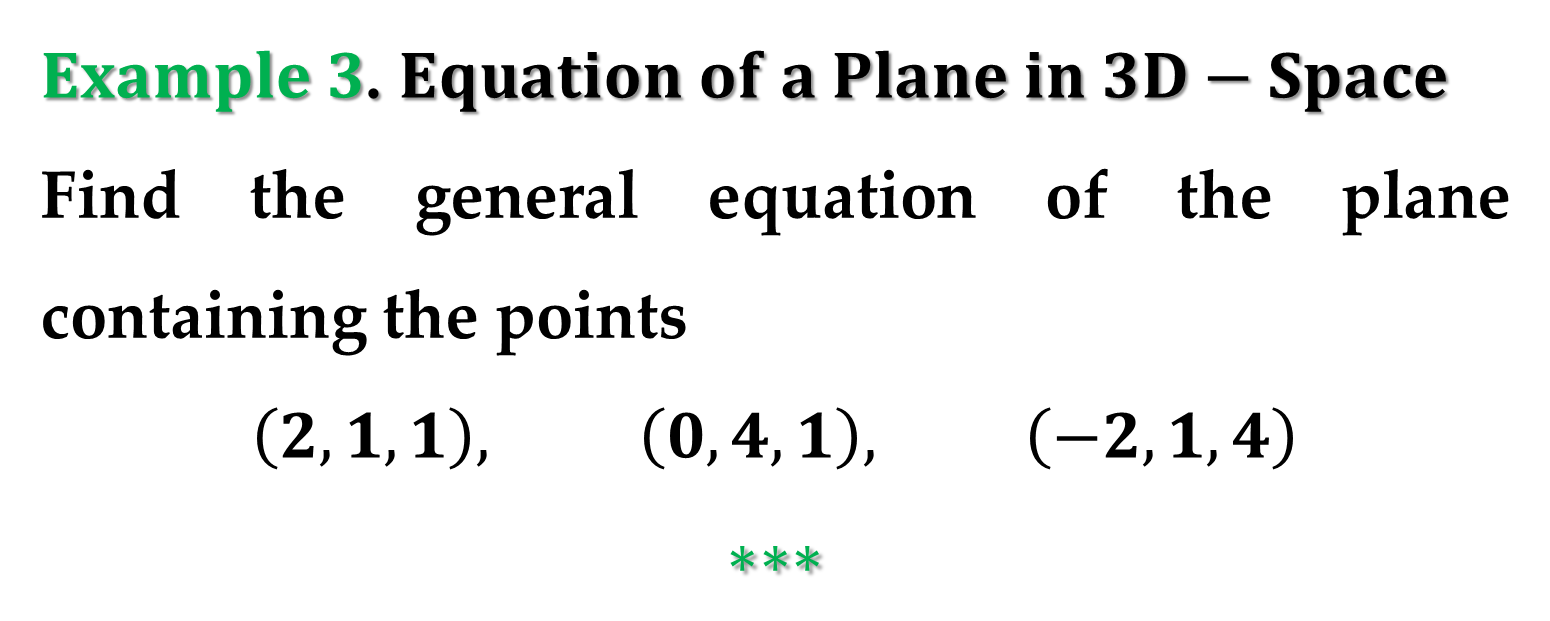 Example 3. Equation of a Plane in 3D − Space
Find the general equation of the plane
containing the points
(2, 1, 1), (0, 4, 1), (−2, 1, 4)
***